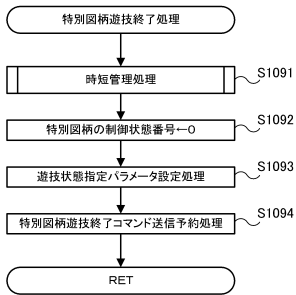 特別図柄遊技終了処理
時短管理処理
S1091
特別図柄の制御状態番号←0
S1092
遊技状態指定パラメータ設定処理
S1093
特別図柄遊技終了コマンド送信予約処理
S1094
RET